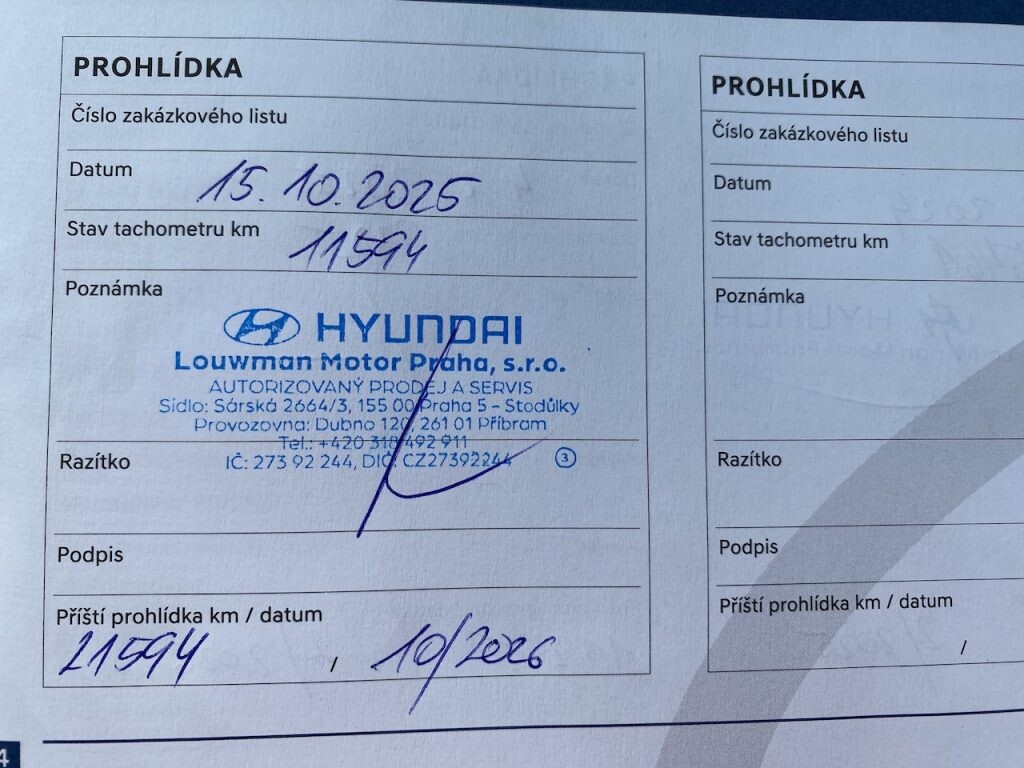 PROHLÍDKA
Číslo zakázkového listu
Datum 15.10.2025
Stav tachometru km 11594
Poznámka
HYUNDAI
Louwman Motor Praha, s.r.o.
AUTORIZOVANÝ PRODEJ A SERVIS
Sídlo: Sárská 2664/3, 155 00 Praha 5 – Stodůlky
Provozovna: Dubno 120, 261 01 Příbram
Tel.: +420 318 492 911
IČ: 273 92 244, DIČ: CZ27392244 3
Razítko
Podpis
Příští prohlídka km / datum
21594 / 10/2026
PROHLÍDKA
Číslo zakázkového listu
Datum
Stav tachometru km
Poznámka
Razítko
Podpis
Příští prohlídka km / datum
/
4